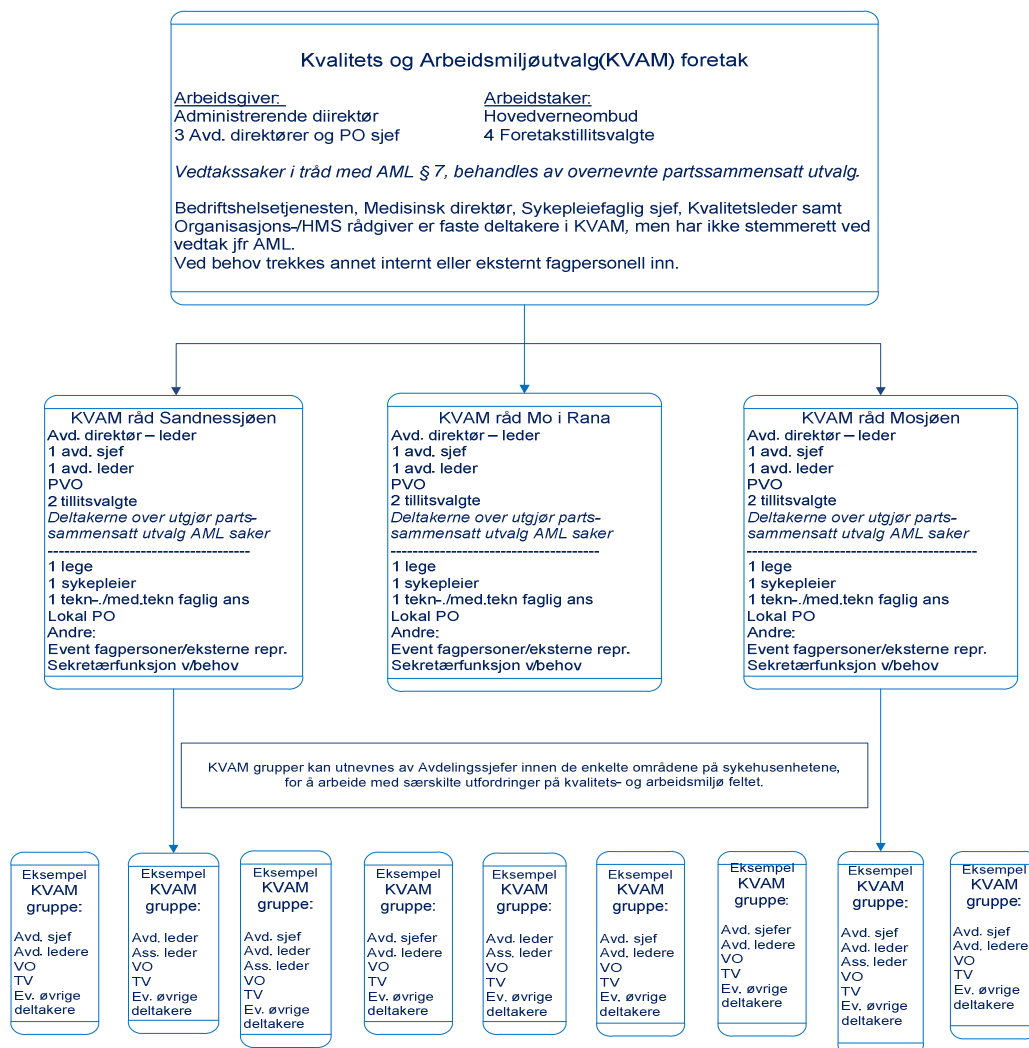 Kvalitets og Arbeidsmiljøutvalg(KVAM) foretak
Arbeidsgiver:
Administrerende diirektør
3 Avd. direktører og PO sjef
Arbeidstaker:
Hovedverneombud
4 Foretakstillitsvalgte
Vedtakssaker i tråd med AML § 7, behandles av overnevnte partssammensatt utvalg.
Bedriftshelsetjenesten, Medisinsk direktør, Sykepleiefaglig sjef, Kvalitetsleder samt
Organisasjons-/HMS rådgiver er faste deltakere i KVAM, men har ikke stemmerett ved
vedtak jfr AML.
Ved behov trekkes annet internt eller eksternt fagpersonell inn.
KVAM råd Sandnessjøen
Avd. direktør – leder
1 avd. sjef
1 avd. leder
PVO
2 tillitsvalgte
Deltakerne over utgjør parts-
sammensatt utvalg AML saker
-------------------------------------
1 lege
1 sykepleier
1 tekn-./med.tekn faglig ans
Lokal PO
Andre:
Event fagpersoner/eksterne repr.
Sekretærfunksjon v/behov
KVAM råd Mo i Rana
Avd. direktør – leder
1 avd. sjef
1 avd. leder
PVO
2 tillitsvalgte
Deltakerne over utgjør parts-
sammensatt utvalg AML saker
--------------------------------------
1 lege
1 sykepleier
1 tekn-./med.tekn faglig ans
Lokal PO
Andre:
Event fagpersoner/eksterne repr.
Sekretærfunksjon v/behov
KVAM råd Mosjøen
Avd. direktør – leder
1 avd. sjef
1 avd. leder
PVO
2 tillitsvalgte
Deltakerne over utgjør parts-
sammensatt utvalg AML saker
------------------------------------------
1 lege
1 sykepleier
1 tekn-./med.tekn faglig ans
Lokal PO
Andre:
Event fagpersoner/eksterne repr.
Sekretærfunksjon v/behov
KVAM grupper kan utnevnes av Avdelingssjefer innen de enkelte områdene på sykehusenhetene,
for å arbeide med særskilte utfordringer på kvalitets- og arbeidsmiljø feltet.
Eksempel
KVAM
gruppe:
Avd. sjef
Avd. ledere
VO
TV
Ev. øvrige
deltakere
Eksempel
KVAM
gruppe:
Avd. leder
Ass. leder
VO
TV
Ev. øvrige
deltakere
Eksempel
KVAM
gruppe:
Avd. sjef
Avd. leder
Ass. leder
VO
TV
Ev. øvrige
deltakere
Eksempel
KVAM
gruppe:
Avd. sjefer
Avd. ledere
VO
TV
Ev. øvrige
deltakere
Eksempel
KVAM
gruppe:
Avd. leder
Ass. leder
VO
TV
Ev. øvrige
deltakere
Eksempel
KVAM
gruppe:
Avd. sjef
Avd. ledere
VO
TV
Ev. øvrige
deltakere
Eksempel
KVAM
gruppe:
Avd. sjefer
Avd. ledere
VO
TV
Ev. øvrige
deltakere
Eksempel
KVAM
gruppe:
Avd. sjef
Avd. leder
Ass. leder
VO
TV
Ev. øvrige
deltakere
Eksempel
KVAM
gruppe:
Avd. sjef
Avd. ledere
VO
TV
Ev. øvrige
deltakere